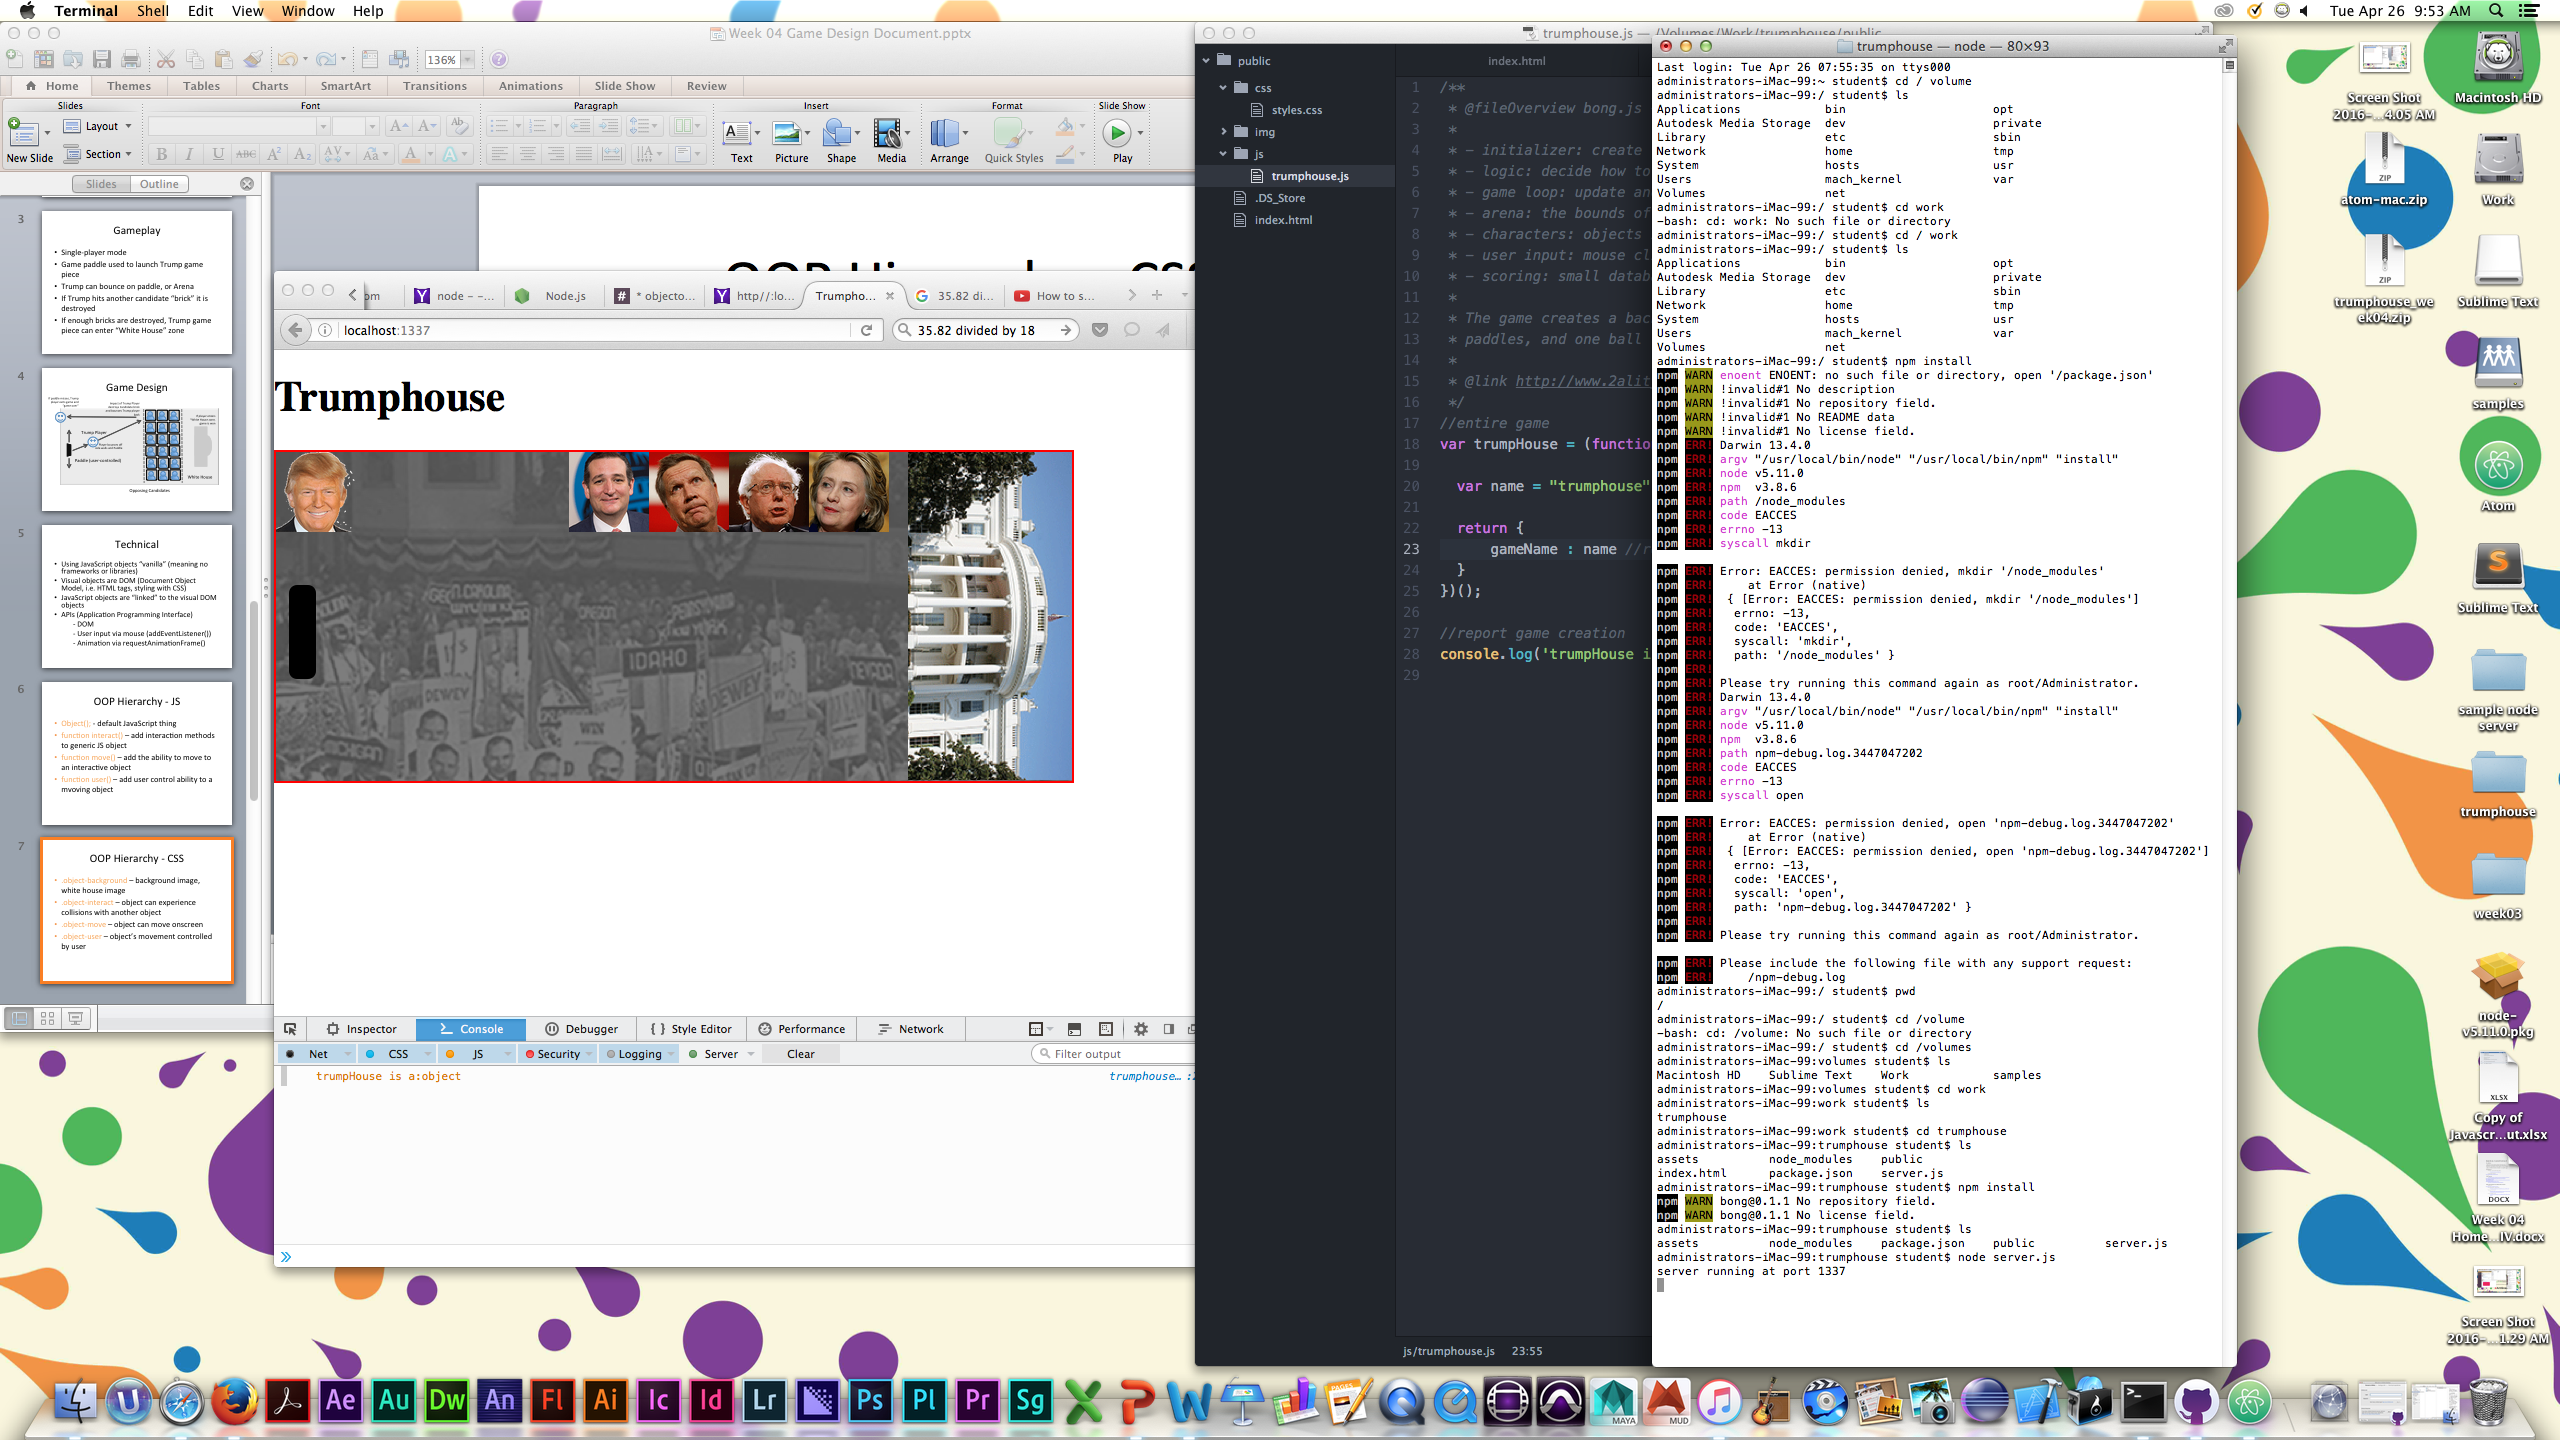 Terminal Shell Edit View Window Help
Tue Apr 26 9:53 AM
Week 04 Game Design Document.pptx
136%
Home Themes Tables Charts SmartArt Transitions Animations Slide Show Review
Slides Font Paragraph Insert Format Slide Show
New Slide
Layout
Section
Text Picture Shape Media Arrange Quick Styles Play
Slides Outline
3
Gameplay
• Single-player mode
• Game paddle used to launch Trump game
piece
• Trump can bounce on paddle, or Arena
• If Trump hits another candidate "brick" it is
destroyed
• If enough bricks are destroyed, Trump game
piece can enter "White House" zone
4
Game Design
Trump Player
Paddle (user-controlled)
White House
Opposing Candidates
5
Technical
• Using JavaScript objects "vanilla" (meaning no
frameworks or libraries)
• Visual objects are DOM (Document Object
Model, i.e. HTML tags, styling with CSS)
• JavaScript objects are "linked" to the visual DOM
objects
• APIs (Application Programming Interface)
- DOM
- User input via mouse (addEventListener())
- Animation via requestAnimationFrame()
6
OOP Hierarchy - JS
• Object(); - default JavaScript thing
• function interact() – add interaction methods
to generic JS object
• function move() – add the ability to move to
an interactive object
• function user() – add user control ability to a
mvoving object
7
OOP Hierarchy - CSS
• .object-background – background image,
white house image
• .object-interact – object can experience
collisions with another object
• .object-move – object can move onscreen
• .object-user – object's movement controlled
by user
om node - -... Node.js * objecto... http://:lo... Trumpho... 35.82 di... How to s...
localhost:1337
35.82 divided by 18
Trumphouse
IDAHO
OREGON
DEWEY
WIN
DEWEY
NEVADA
Inspector Console Debugger Style Editor Performance Network
Net CSS JS Security Logging Server Clear
Filter output
trumpHouse is a:object
trumphouse… :2
trumphouse.js — /Volumes/Work/trumphouse/public
public
css
styles.css
img
js
trumphouse.js
.DS_Store
index.html
index.html
1 /**
2 * @fileOverview bong.js
3 *
4 * - initializer: create
5 * - logic: decide how to
6 * - game loop: update an
7 * - arena: the bounds of
8 * - characters: objects
9 * - user input: mouse cl
10 * - scoring: small datab
11 *
12 * The game creates a bac
13 * paddles, and one ball
14 *
15 * @link http://www.2alit
16 */
17 //entire game
18 var trumpHouse = (functio
19
20 var name = "trumphouse"
21
22 return {
23 gameName : name //r
24 }
25 })();
26
27 //report game creation
28 console.log('trumpHouse i
29
js/trumphouse.js 23:55
trumphouse — node — 80×93
Last login: Tue Apr 26 07:55:35 on ttys000
administrators-iMac-99:~ student$ cd / volume
administrators-iMac-99:/ student$ ls
Applications bin opt
Autodesk Media Storage dev private
Library etc sbin
Network home tmp
System hosts usr
Users mach_kernel var
Volumes net
administrators-iMac-99:/ student$ cd work
-bash: cd: work: No such file or directory
administrators-iMac-99:/ student$ cd / work
administrators-iMac-99:/ student$ ls
Applications bin opt
Autodesk Media Storage dev private
Library etc sbin
Network home tmp
System hosts usr
Users mach_kernel var
Volumes net
administrators-iMac-99:/ student$ npm install
npm WARN enoent ENOENT: no such file or directory, open '/package.json'
npm WARN !invalid#1 No description
npm WARN !invalid#1 No repository field.
npm WARN !invalid#1 No README data
npm WARN !invalid#1 No license field.
npm ERR! Darwin 13.4.0
npm ERR! argv "/usr/local/bin/node" "/usr/local/bin/npm" "install"
npm ERR! node v5.11.0
npm ERR! npm v3.8.6
npm ERR! path /node_modules
npm ERR! code EACCES
npm ERR! errno -13
npm ERR! syscall mkdir
npm ERR! Error: EACCES: permission denied, mkdir '/node_modules'
npm ERR! at Error (native)
npm ERR! { [Error: EACCES: permission denied, mkdir '/node_modules']
npm ERR! errno: -13,
npm ERR! code: 'EACCES',
npm ERR! syscall: 'mkdir',
npm ERR! path: '/node_modules' }
npm ERR!
npm ERR! Please try running this command again as root/Administrator.
npm ERR! Darwin 13.4.0
npm ERR! argv "/usr/local/bin/node" "/usr/local/bin/npm" "install"
npm ERR! node v5.11.0
npm ERR! npm v3.8.6
npm ERR! path npm-debug.log.3447047202
npm ERR! code EACCES
npm ERR! errno -13
npm ERR! syscall open
npm ERR! Error: EACCES: permission denied, open 'npm-debug.log.3447047202'
npm ERR! at Error (native)
npm ERR! { [Error: EACCES: permission denied, open 'npm-debug.log.3447047202']
npm ERR! errno: -13,
npm ERR! code: 'EACCES',
npm ERR! syscall: 'open',
npm ERR! path: 'npm-debug.log.3447047202' }
npm ERR!
npm ERR! Please try running this command again as root/Administrator.
npm ERR! Please include the following file with any support request:
npm ERR! /npm-debug.log
administrators-iMac-99:/ student$ pwd
/
administrators-iMac-99:/ student$ cd /volume
-bash: cd: /volume: No such file or directory
administrators-iMac-99:/ student$ cd /volumes
administrators-iMac-99:volumes student$ ls
Macintosh HD Sublime Text Work samples
administrators-iMac-99:volumes student$ cd work
administrators-iMac-99:work student$ ls
trumphouse
administrators-iMac-99:work student$ cd trumphouse
administrators-iMac-99:trumphouse student$ ls
assets node_modules public
index.html package.json server.js
administrators-iMac-99:trumphouse student$ npm install
npm WARN bong@0.1.1 No repository field.
npm WARN bong@0.1.1 No license field.
administrators-iMac-99:trumphouse student$ ls
assets node_modules package.json public server.js
administrators-iMac-99:trumphouse student$ node server.js
server running at port 1337
Screen Shot
2016-...4.05 AM
Macintosh HD
ZIP
atom-mac.zip
Work
ZIP
trumphouse_we
ek04.zip
Sublime Text
samples
Atom
Sublime Text
sample node
server
trumphouse
week03
node-
v5.11.0.pkg
XLSX
Copy of
Javascr...ut.xlsx
DOCX
Week 04
Home...IV.docx
Screen Shot
2016-...1.29 AM
Ae Au Dw An Fl Ai Ic Id Lr Ps Pl Pr Sg
PAGES
MAYA
MUD